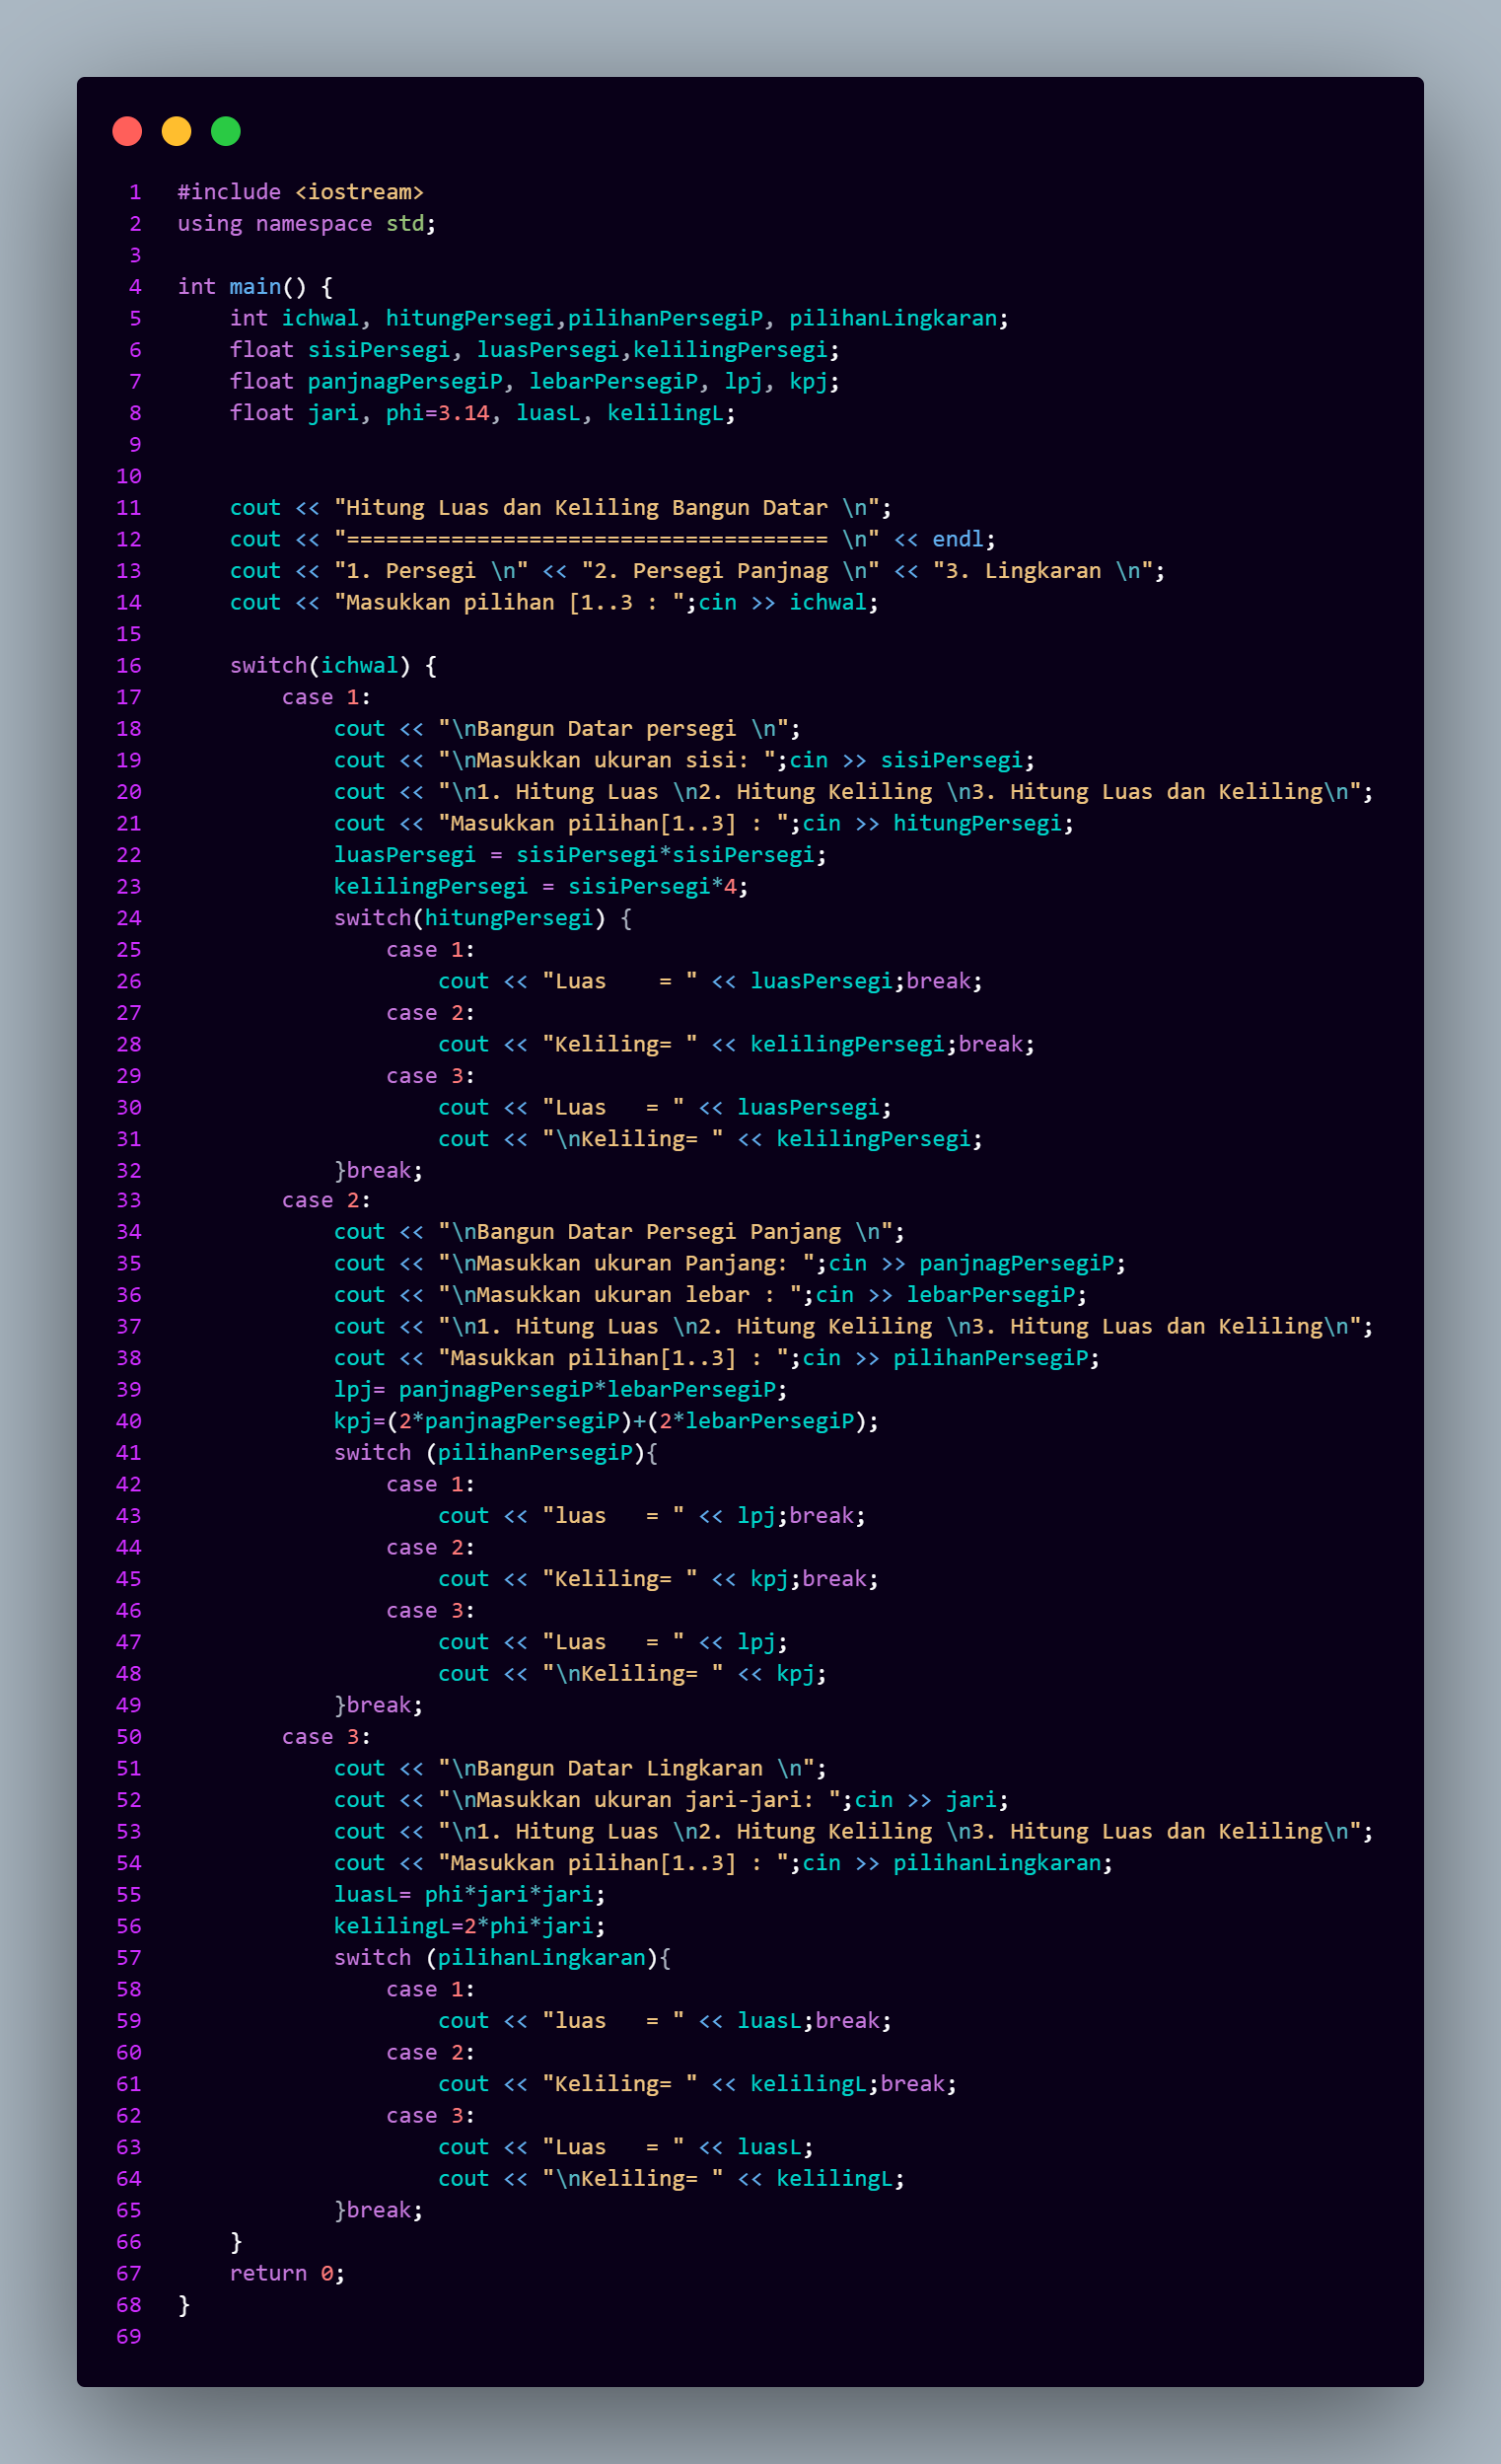 1 #include <iostream>
2 using namespace std;
3
4 int main() {
5     int ichwal, hitungPersegi,pilihanPersegiP, pilihanLingkaran;
6     float sisiPersegi, luasPersegi,kelilingPersegi;
7     float panjnagPersegiP, lebarPersegiP, lpj, kpj;
8     float jari, phi=3.14, luasL, kelilingL;
9
10
11     cout << "Hitung Luas dan Keliling Bangun Datar \n";
12     cout << "===================================== \n" << endl;
13     cout << "1. Persegi \n" << "2. Persegi Panjnag \n" << "3. Lingkaran \n";
14     cout << "Masukkan pilihan [1..3 : ";cin >> ichwal;
15
16     switch(ichwal) {
17         case 1:
18             cout << "\nBangun Datar persegi \n";
19             cout << "\nMasukkan ukuran sisi: ";cin >> sisiPersegi;
20             cout << "\n1. Hitung Luas \n2. Hitung Keliling \n3. Hitung Luas dan Keliling\n";
21             cout << "Masukkan pilihan[1..3] : ";cin >> hitungPersegi;
22             luasPersegi = sisiPersegi*sisiPersegi;
23             kelilingPersegi = sisiPersegi*4;
24             switch(hitungPersegi) {
25                 case 1:
26                     cout << "Luas    = " << luasPersegi;break;
27                 case 2:
28                     cout << "Keliling= " << kelilingPersegi;break;
29                 case 3:
30                     cout << "Luas   = " << luasPersegi;
31                     cout << "\nKeliling= " << kelilingPersegi;
32             }break;
33         case 2:
34             cout << "\nBangun Datar Persegi Panjang \n";
35             cout << "\nMasukkan ukuran Panjang: ";cin >> panjnagPersegiP;
36             cout << "\nMasukkan ukuran lebar : ";cin >> lebarPersegiP;
37             cout << "\n1. Hitung Luas \n2. Hitung Keliling \n3. Hitung Luas dan Keliling\n";
38             cout << "Masukkan pilihan[1..3] : ";cin >> pilihanPersegiP;
39             lpj= panjnagPersegiP*lebarPersegiP;
40             kpj=(2*panjnagPersegiP)+(2*lebarPersegiP);
41             switch (pilihanPersegiP){
42                 case 1:
43                     cout << "luas   = " << lpj;break;
44                 case 2:
45                     cout << "Keliling= " << kpj;break;
46                 case 3:
47                     cout << "Luas   = " << lpj;
48                     cout << "\nKeliling= " << kpj;
49             }break;
50         case 3:
51             cout << "\nBangun Datar Lingkaran \n";
52             cout << "\nMasukkan ukuran jari-jari: ";cin >> jari;
53             cout << "\n1. Hitung Luas \n2. Hitung Keliling \n3. Hitung Luas dan Keliling\n";
54             cout << "Masukkan pilihan[1..3] : ";cin >> pilihanLingkaran;
55             luasL= phi*jari*jari;
56             kelilingL=2*phi*jari;
57             switch (pilihanLingkaran){
58                 case 1:
59                     cout << "luas   = " << luasL;break;
60                 case 2:
61                     cout << "Keliling= " << kelilingL;break;
62                 case 3:
63                     cout << "Luas   = " << luasL;
64                     cout << "\nKeliling= " << kelilingL;
65             }break;
66     }
67     return 0;
68 }
69